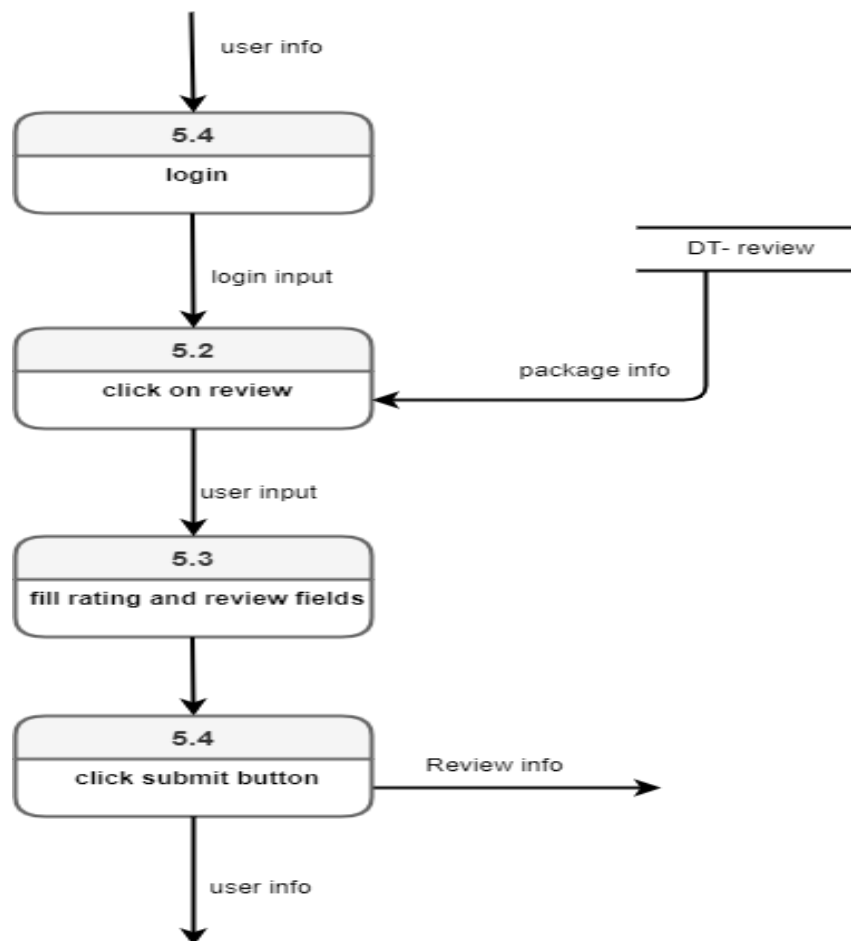 user info
5.4
login
login input
DT- review
5.2
click on review
package info
user input
5.3
fill rating and review fields
5.4
click submit button
Review info
user info